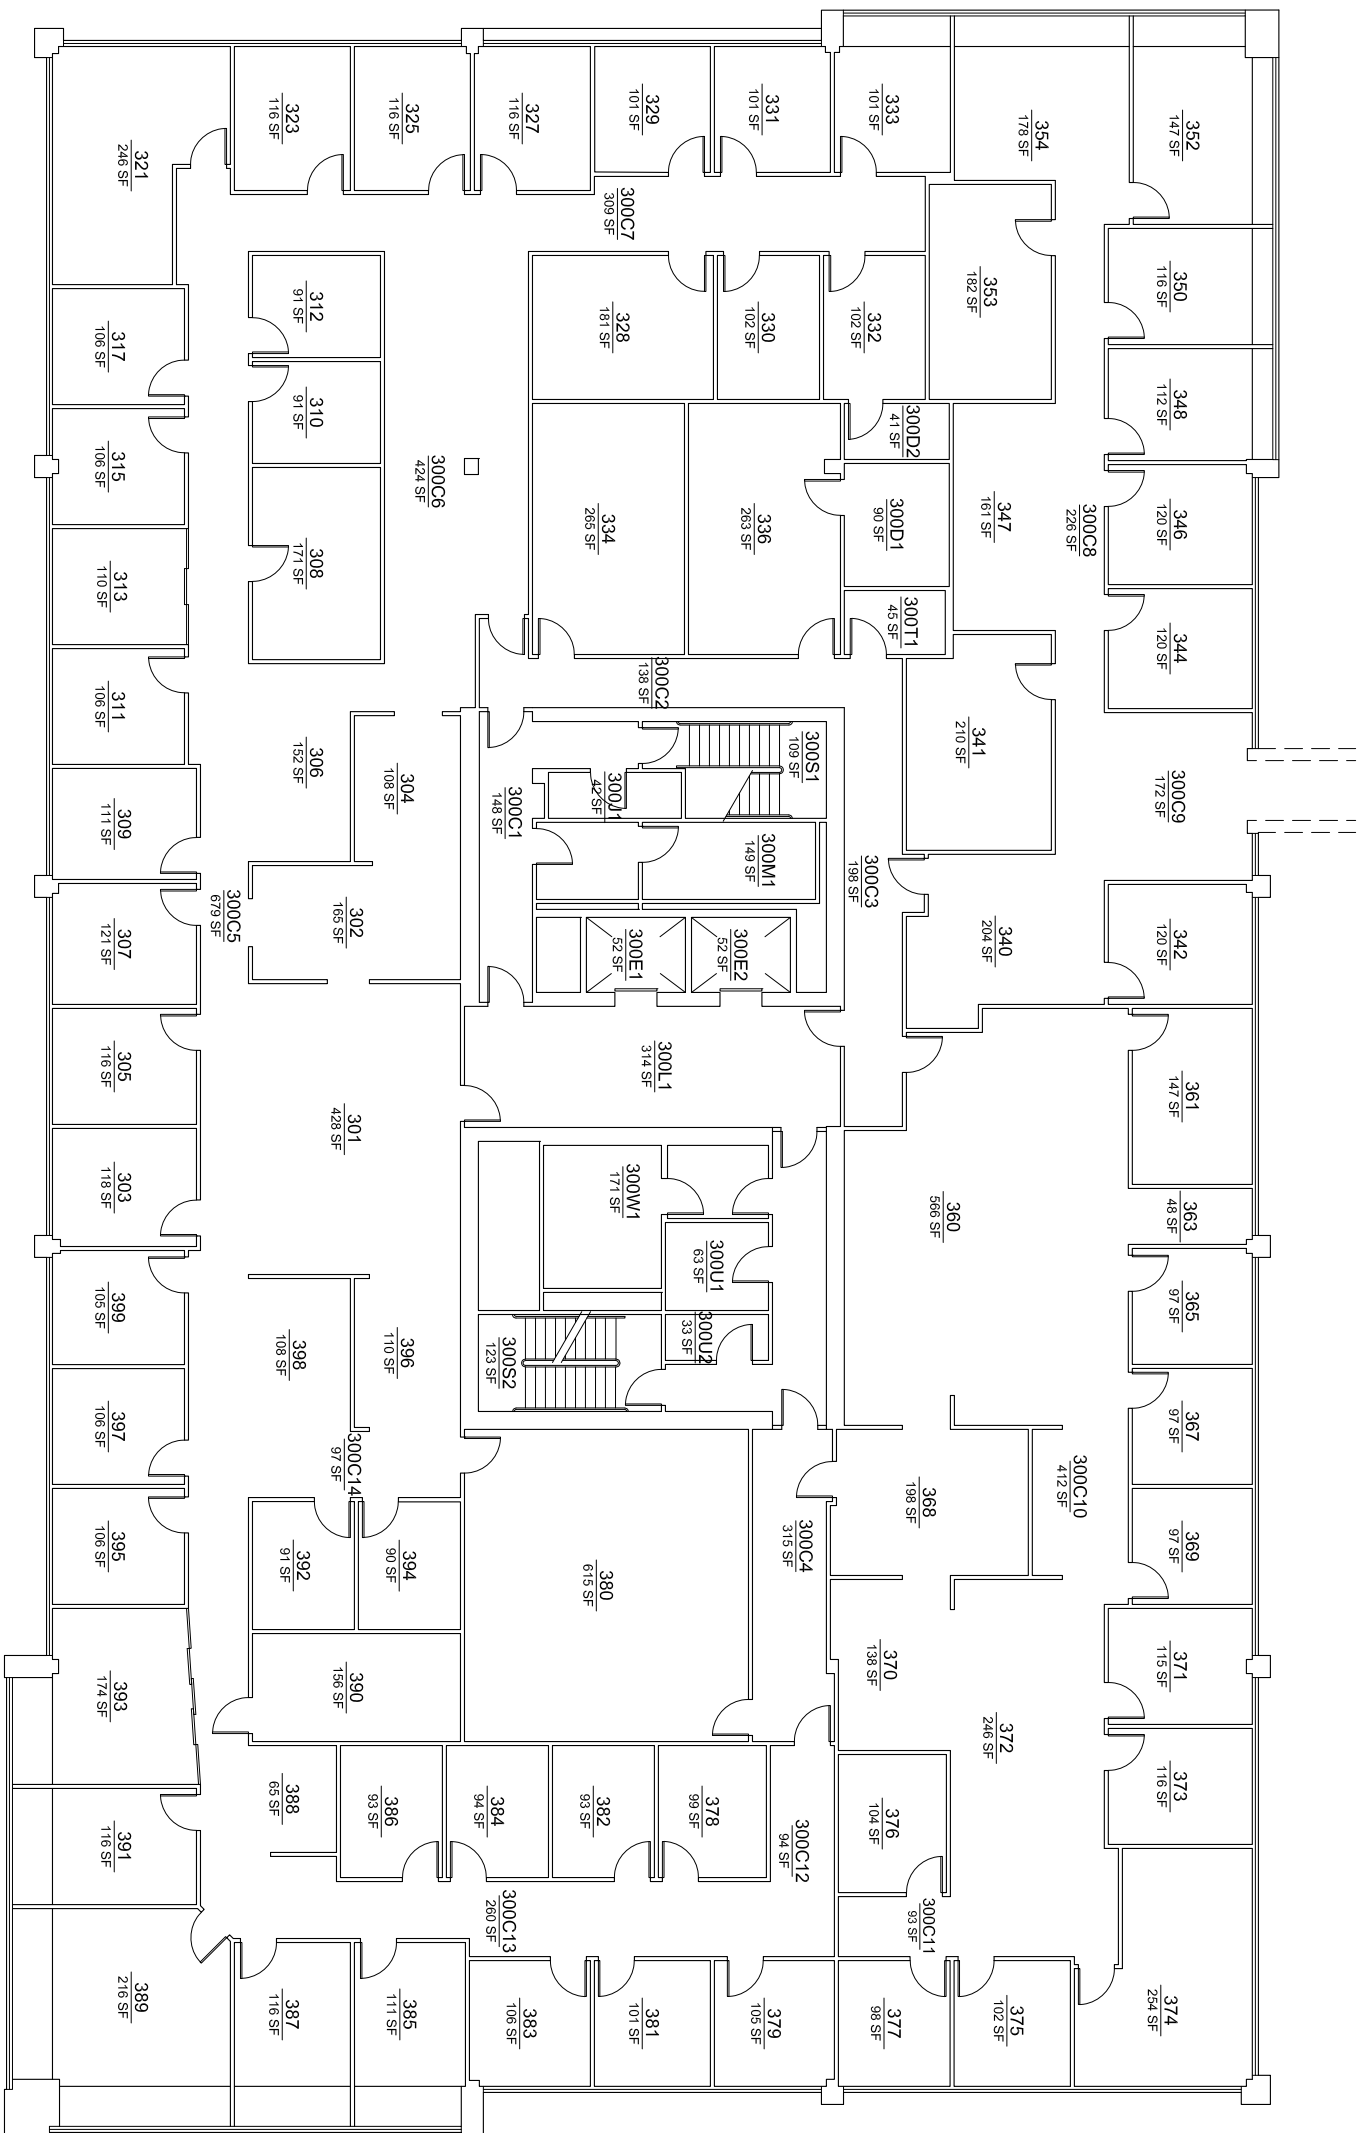 352
147 SF
354
178 SF
333
101 SF
331
101 SF
329
101 SF
327
116 SF
325
116 SF
323
116 SF
321
246 SF
300C7
309 SF
350
116 SF
353
182 SF
332
102 SF
330
102 SF
328
181 SF
312
91 SF
317
106 SF
348
112 SF
310
91 SF
315
106 SF
300D2
41 SF
300C6
424 SF
346
120 SF
300C8
226 SF
347
161 SF
300D1
90 SF
336
263 SF
334
265 SF
308
171 SF
313
110 SF
344
120 SF
300T1
45 SF
300C2
138 SF
311
106 SF
341
210 SF
300S1
109 SF
306
152 SF
304
108 SF
300C9
172 SF
300J1
42 SF
300C1
148 SF
309
111 SF
300M1
149 SF
300C3
198 SF
342
120 SF
340
204 SF
300E2
52 SF
300E1
52 SF
302
165 SF
300C5
679 SF
307
121 SF
361
147 SF
300L1
314 SF
305
116 SF
301
428 SF
303
118 SF
363
48 SF
360
566 SF
300W1
171 SF
300U1
63 SF
365
97 SF
300U2
33 SF
300S2
123 SF
396
110 SF
398
108 SF
399
105 SF
367
97 SF
397
106 SF
300C14
97 SF
300C10
412 SF
368
198 SF
300C4
315 SF
369
97 SF
394
90 SF
392
91 SF
395
106 SF
380
615 SF
371
115 SF
370
138 SF
390
156 SF
393
174 SF
372
246 SF
373
116 SF
376
104 SF
300C12
94 SF
378
99 SF
382
93 SF
384
94 SF
386
93 SF
388
65 SF
391
116 SF
300C11
93 SF
300C13
260 SF
374
254 SF
375
102 SF
377
98 SF
379
105 SF
381
101 SF
383
106 SF
385
111 SF
387
116 SF
389
216 SF